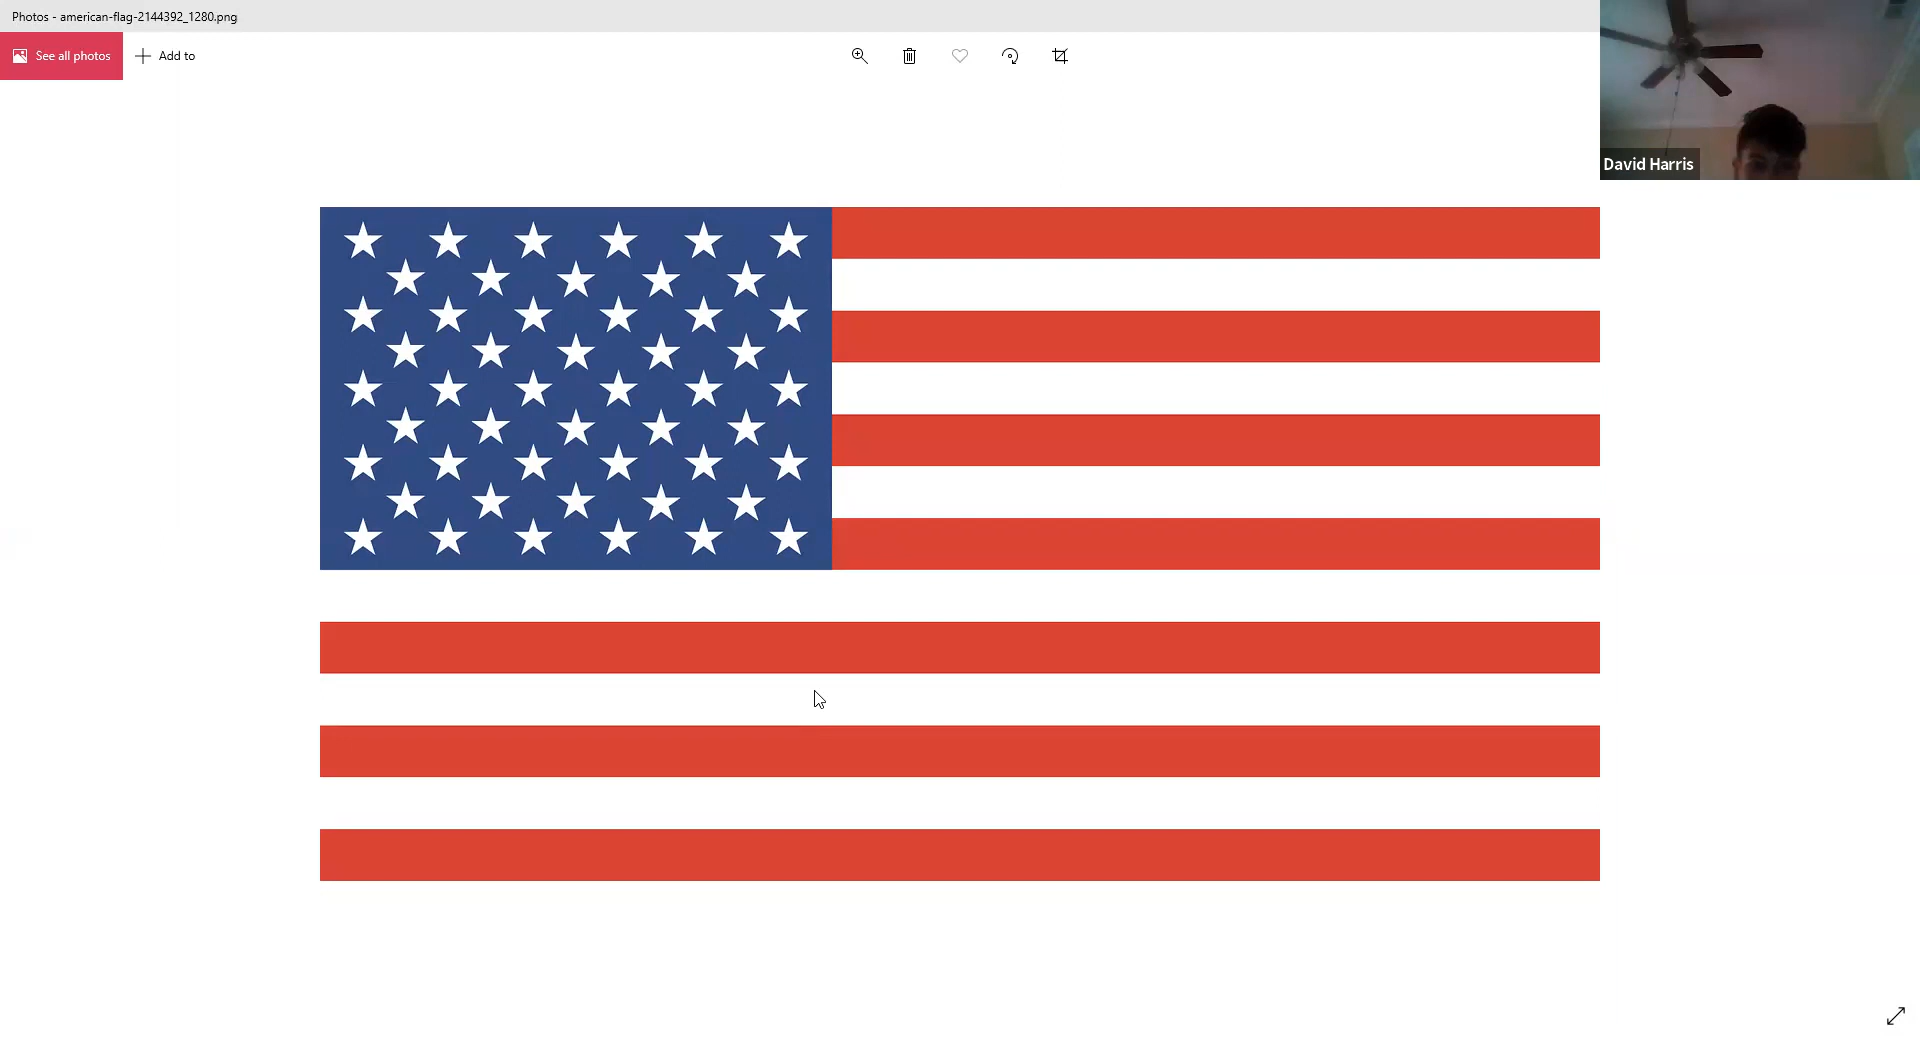 Photos - american-flag-2144392_1280.png
See all photos
Add to
David Harris